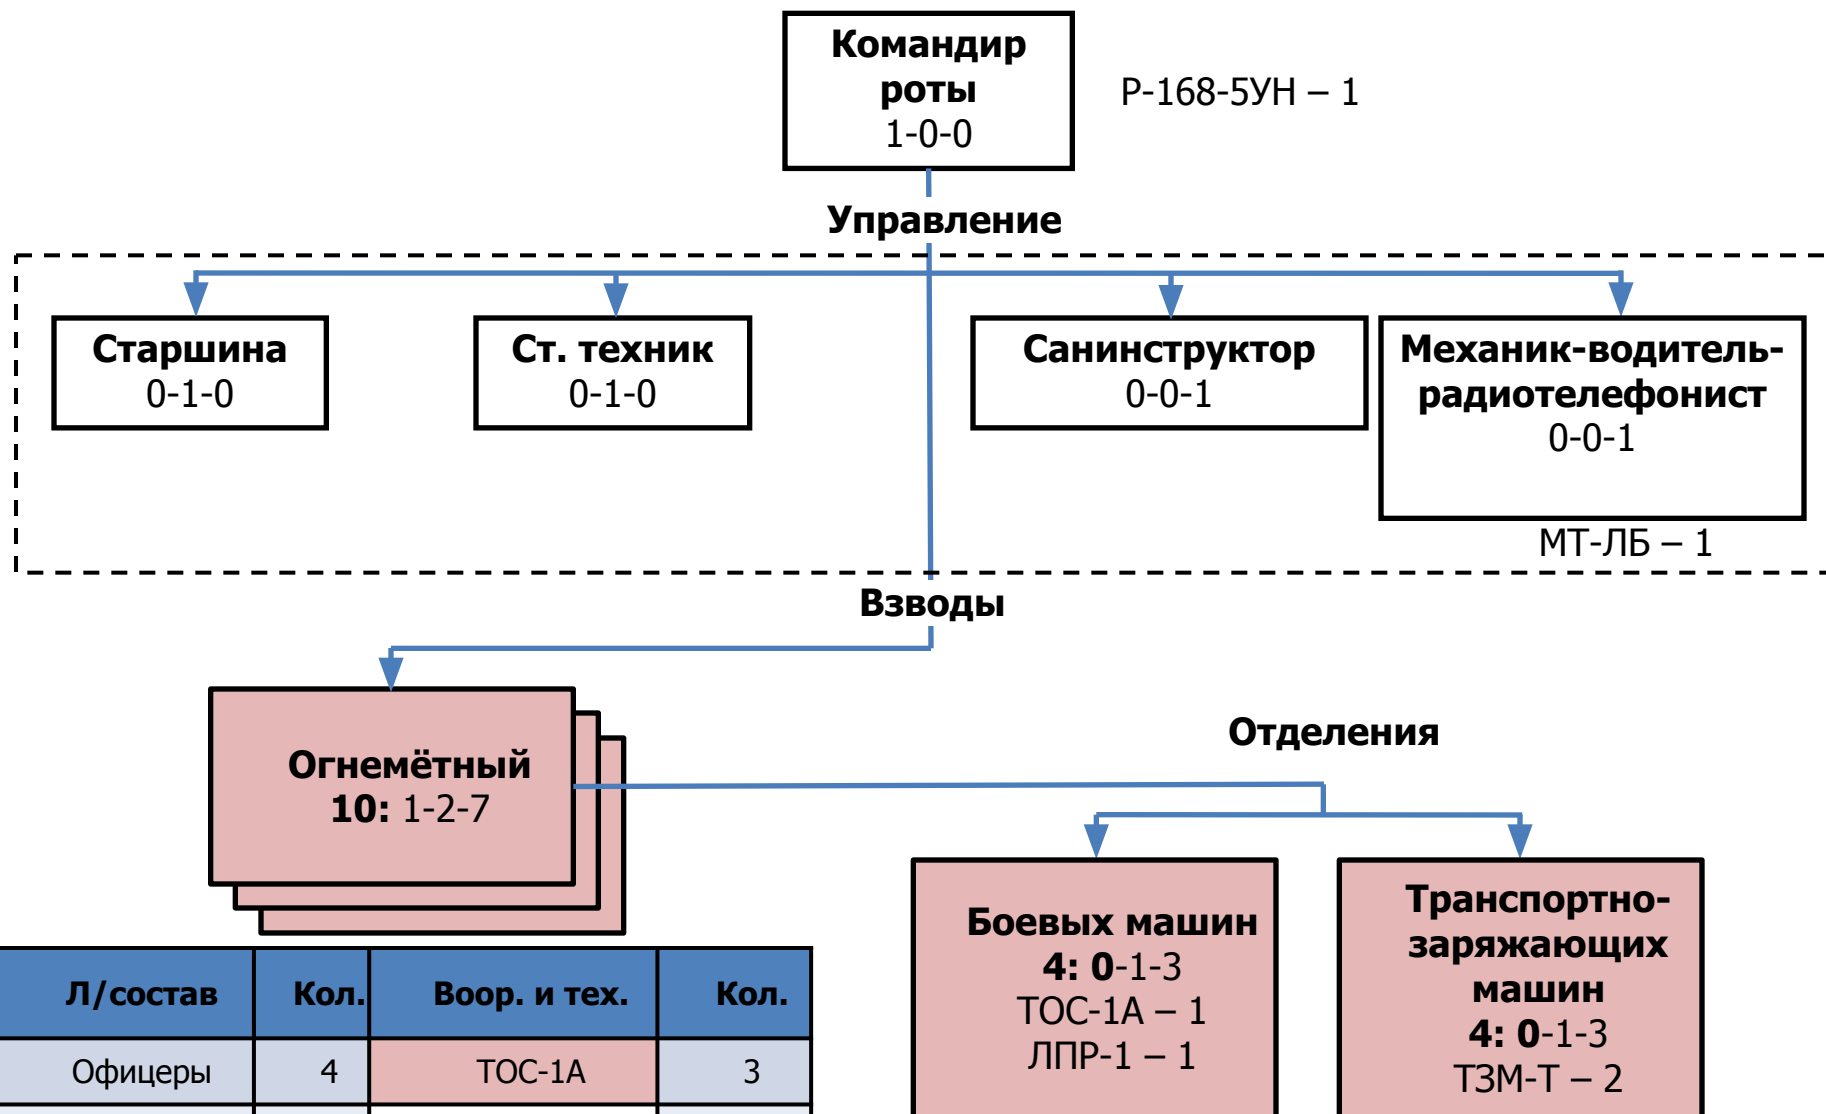 Командир
роты
1-0-0
Р-168-5УН – 1
Управление
Старшина
0-1-0
Ст. техник
0-1-0
Санинструктор
0-0-1
Механик-водитель-
радиотелефонист
0-0-1
МТ-ЛБ – 1
Взводы
Огнемётный
10: 1-2-7
Отделения
Боевых машин
4: 0-1-3
ТОС-1А – 1
ЛПР-1 – 1
Транспортно-
заряжающих
машин
4: 0-1-3
ТЗМ-Т – 2
Л/состав Кол. Воор. и тех. Кол.
Офицеры 4 ТОС-1А 3